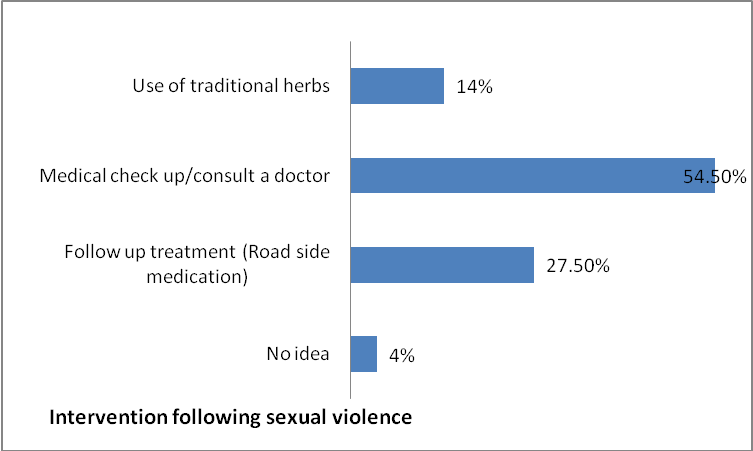 Use of traditional herbs
14%
Medical check up/consult a doctor
54.50%
Follow up treatment (Road side
medication)
27.50%
No idea
4%
Intervention following sexual violence